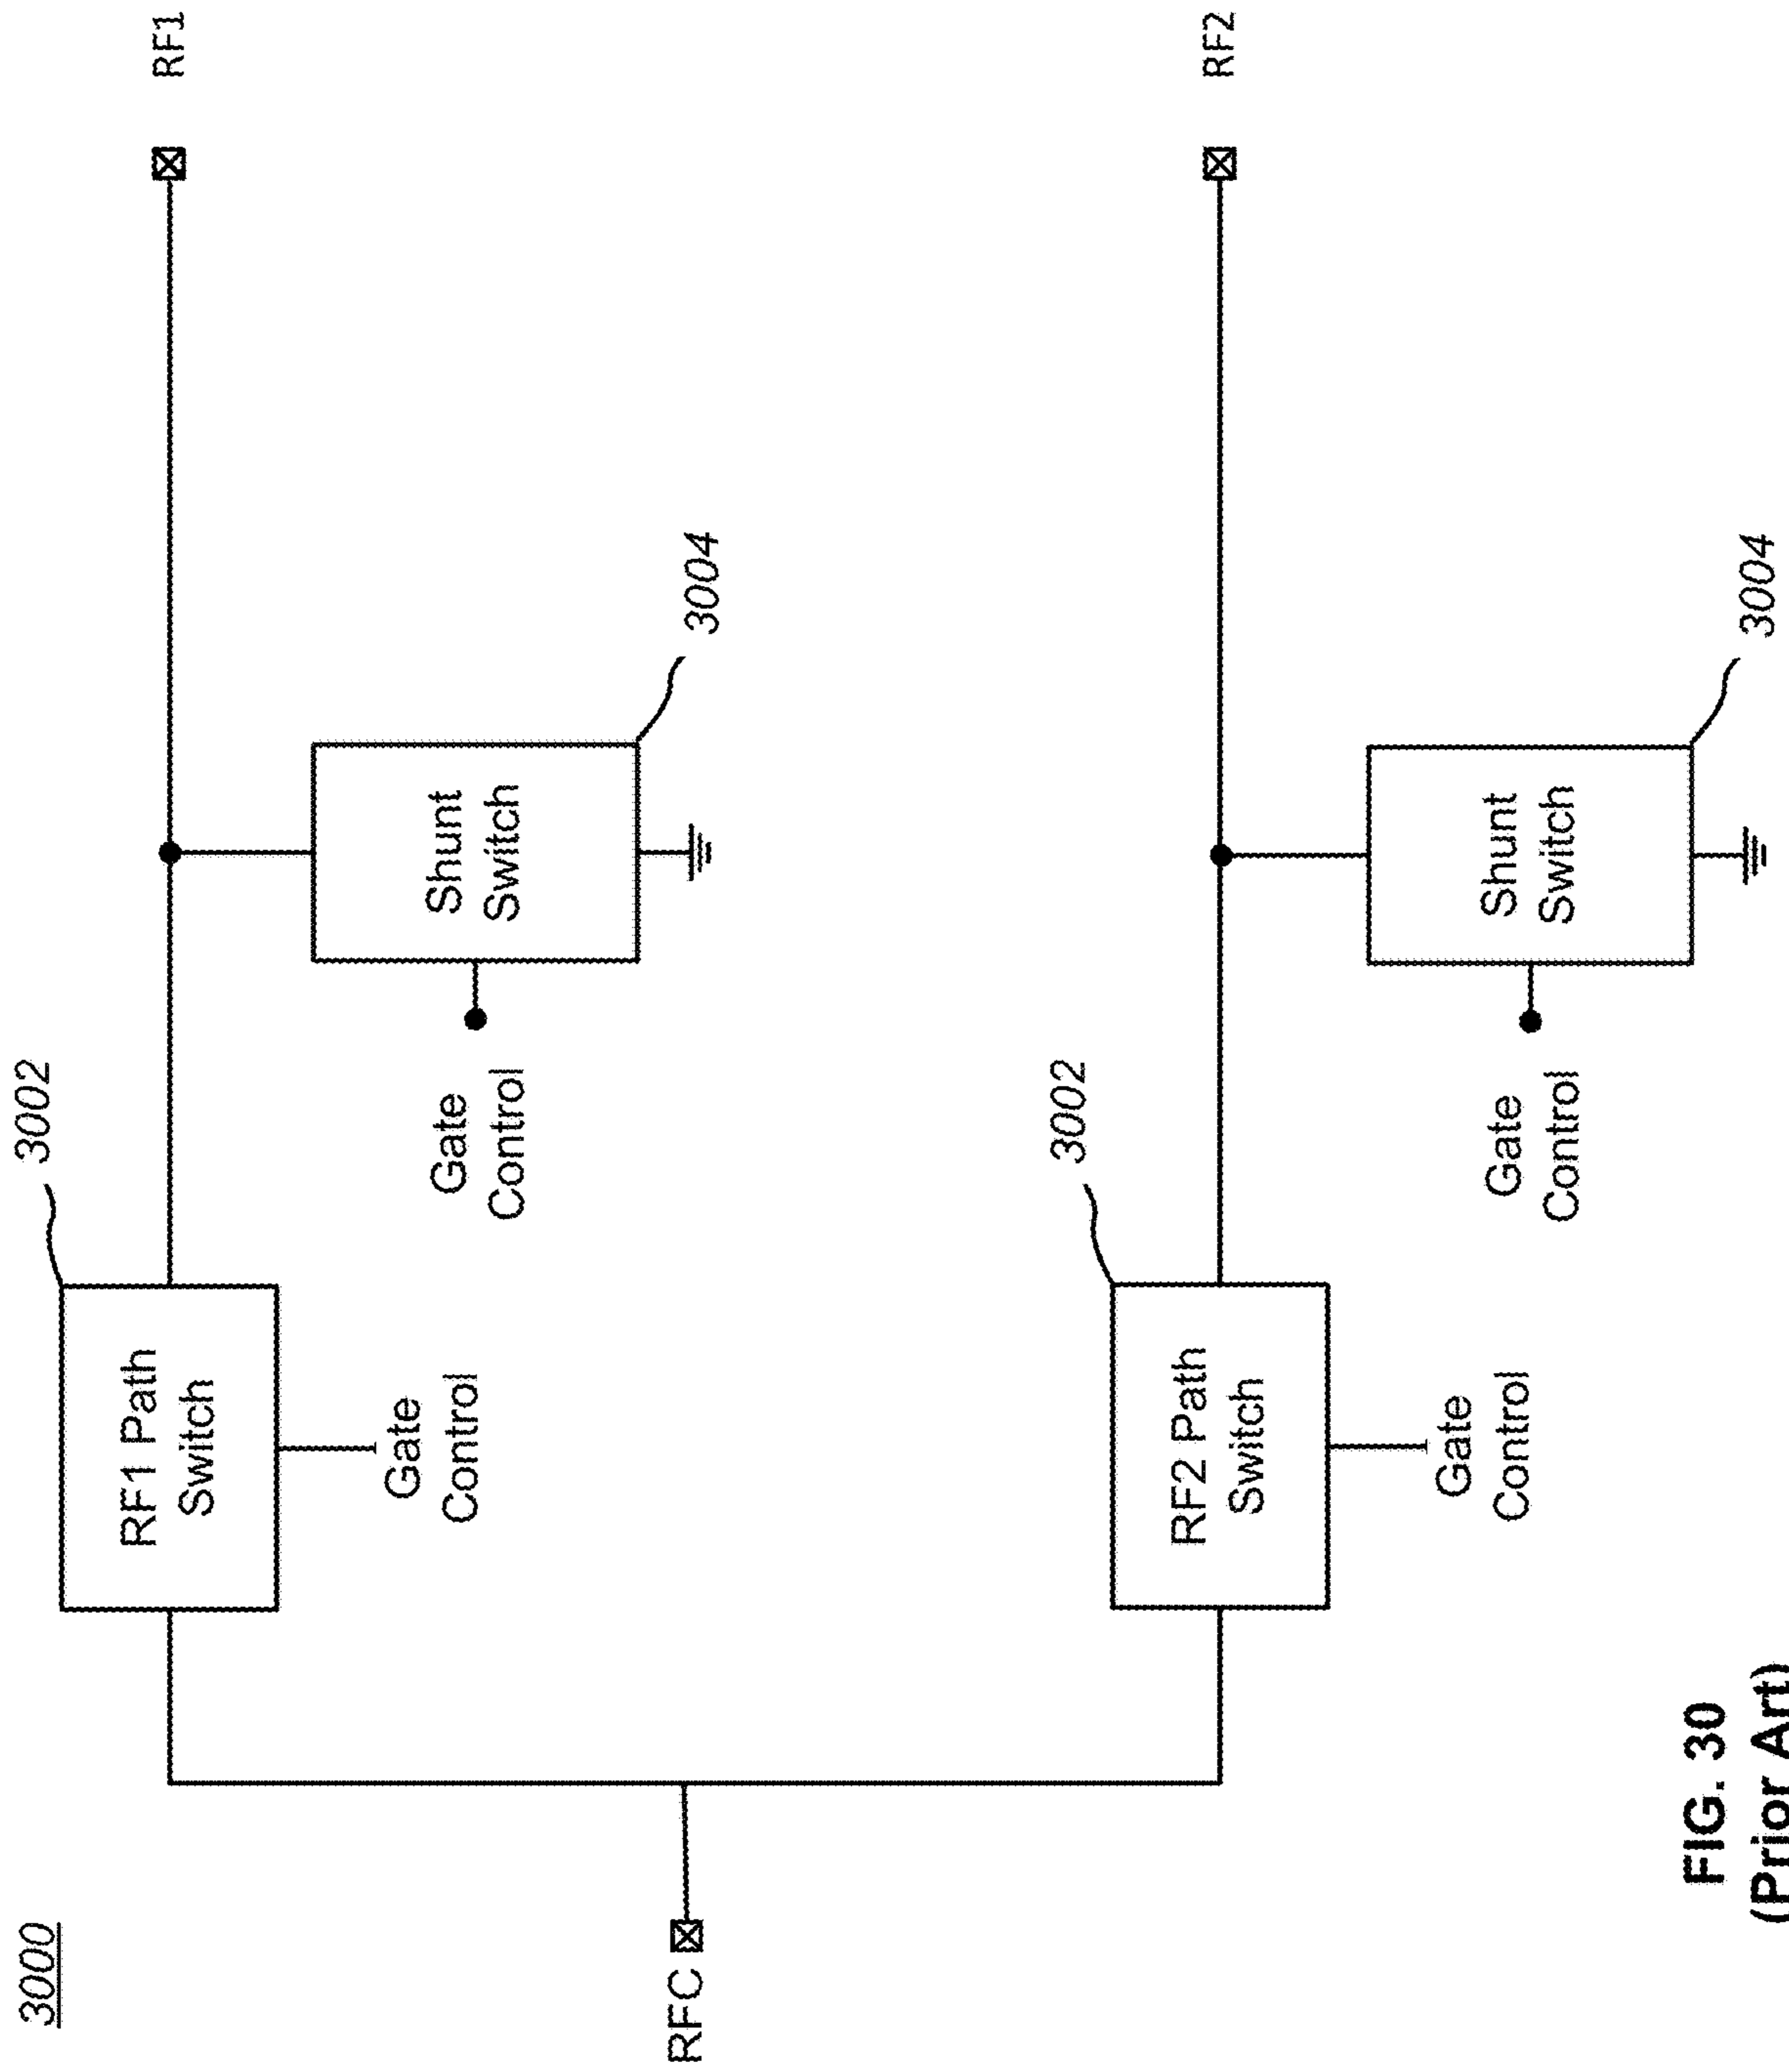 3000
3002
RF1 Path
Switch
Gate
Control
Gate
Control
Shunt
Switch
3004
RF1
RFC
3002
RF2 Path
Switch
Gate
Control
Gate
Control
Shunt
Switch
3004
RF2
FIG. 30
(Prior Art)